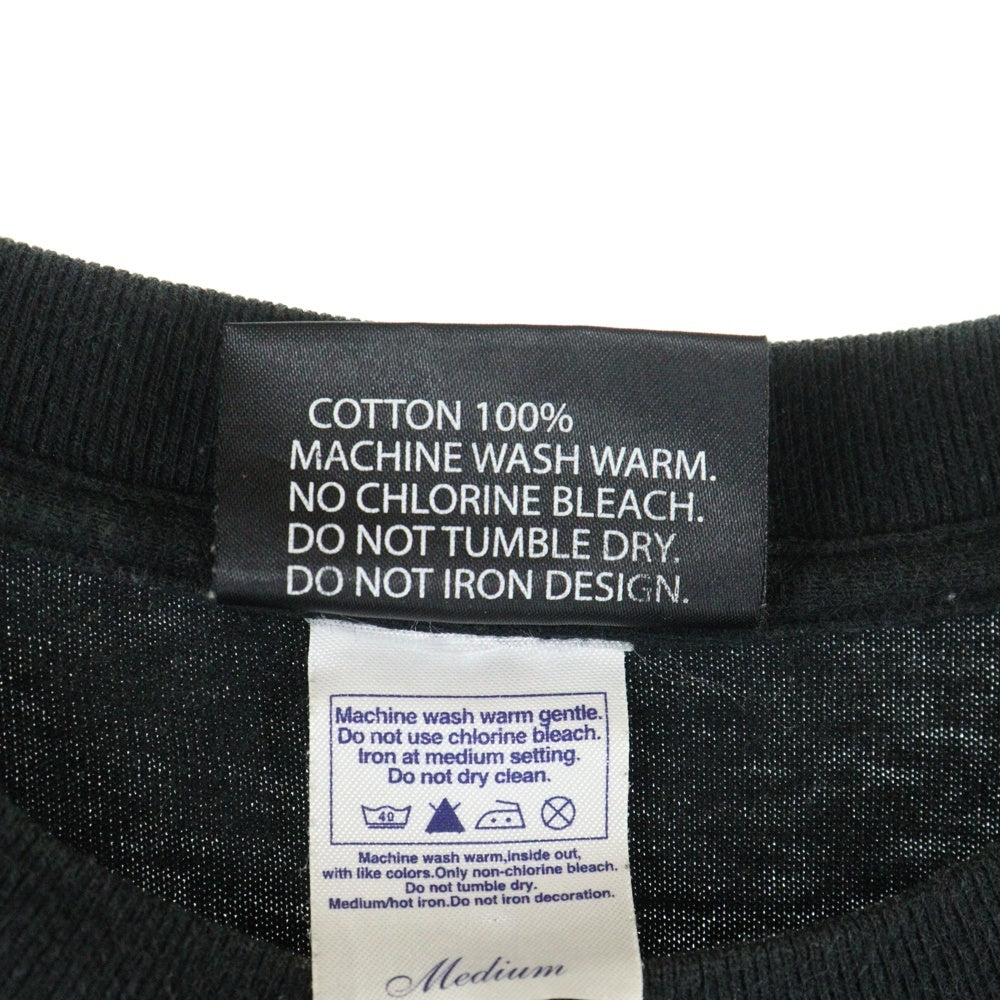 COTTON 100%
MACHINE WASH WARM.
NO CHLORINE BLEACH.
DO NOT TUMBLE DRY.
DO NOT IRON DESIGN.
Machine wash warm gentle.
Do not use chlorine bleach.
Iron at medium setting.
Do not dry clean.
40
Machine wash warm,inside out,
with like colors.Only non-chlorine bleach.
Do not tumble dry.
Medium/hot iron.Do not iron decoration.
Medium